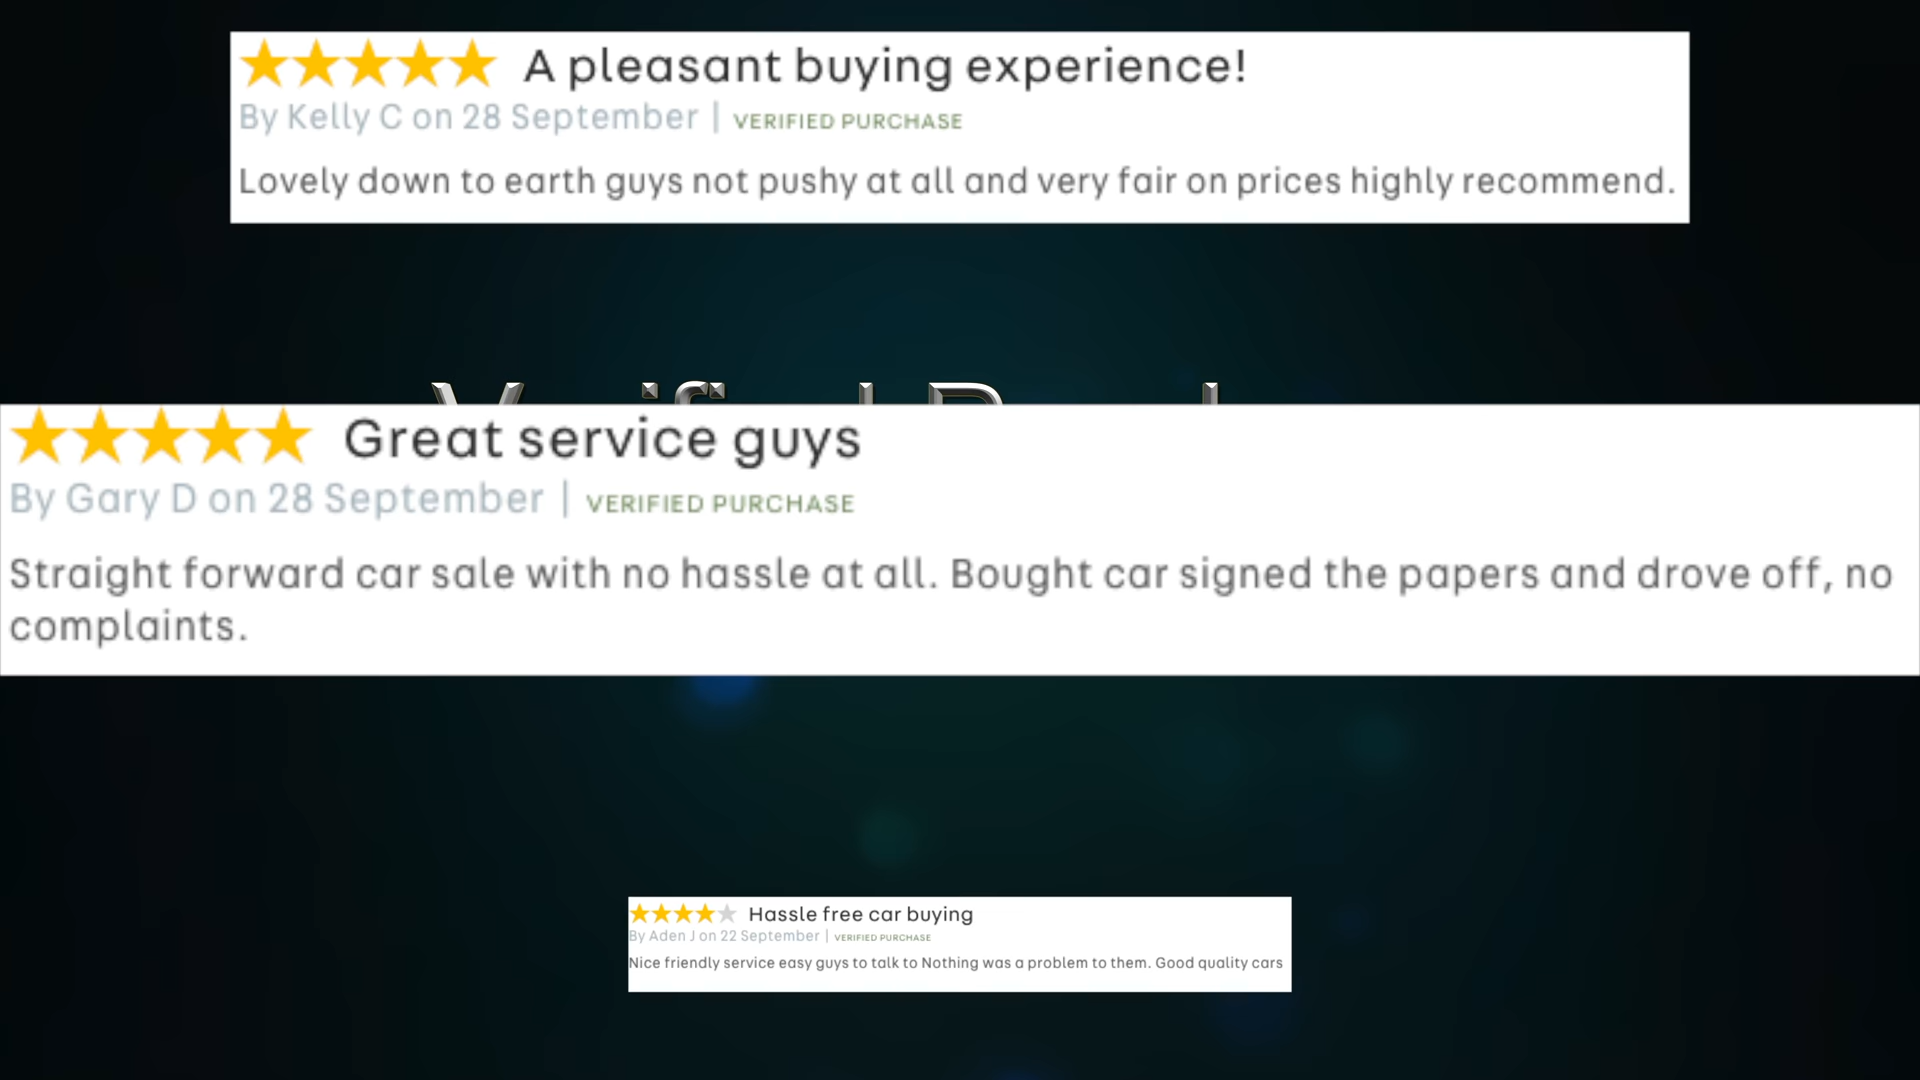 A pleasant buying experience!
By Kelly C on 28 September | VERIFIED PURCHASE
Lovely down to earth guys not pushy at all and very fair on prices highly recommend.
Great service guys
By Gary D on 28 September | VERIFIED PURCHASE
Straight forward car sale with no hassle at all. Bought car signed the papers and drove off, no
complaints.
Hassle free car buying
By Aden J on 22 September | VERIFIED PURCHASE
Nice friendly service easy guys to talk to Nothing was a problem to them. Good quality cars